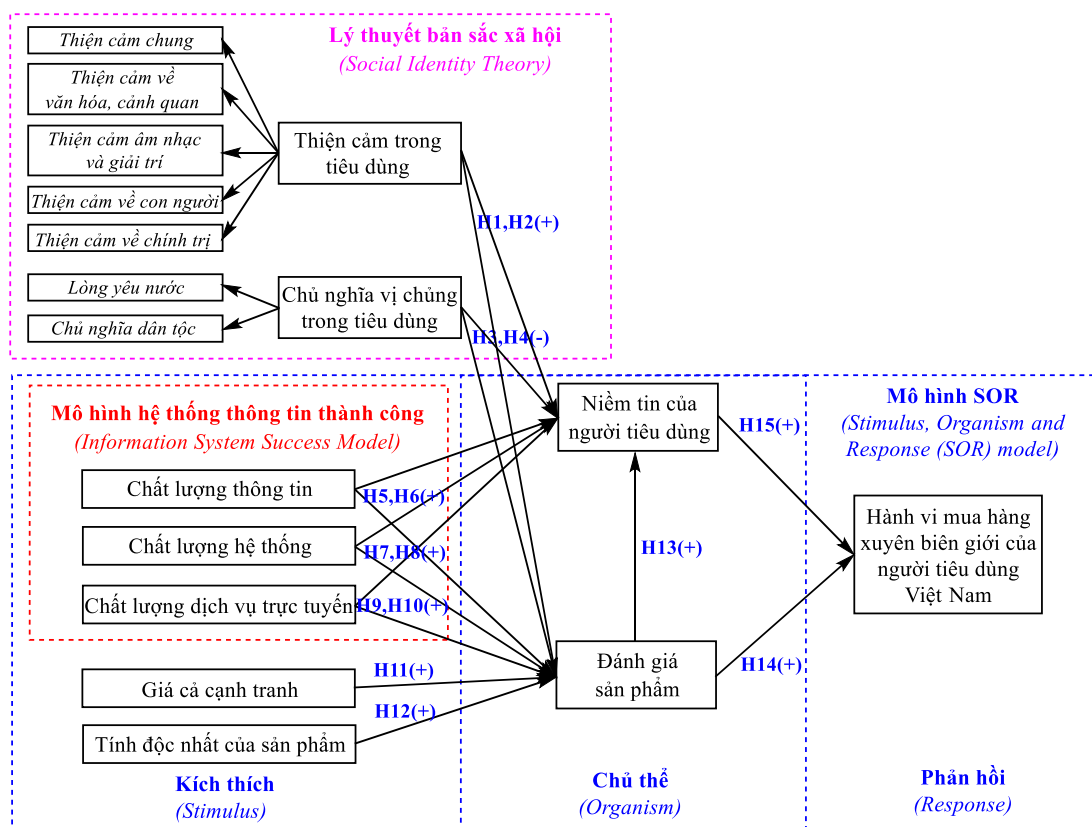 Lý thuyết bản sắc xã hội
(Social Identity Theory)
Thiện cảm chung
Thiện cảm về
văn hóa, cảnh quan
Thiện cảm âm nhạc
và giải trí
Thiện cảm về con người
Thiện cảm về chính trị
Thiện cảm trong
tiêu dùng
H1,H2(+)
Lòng yêu nước
Chủ nghĩa dân tộc
Chủ nghĩa vị chủng
trong tiêu dùng
H3,H4(-)
Mô hình hệ thống thông tin thành công
(Information System Success Model)
Chất lượng thông tin
Chất lượng hệ thống
Chất lượng dịch vụ trực tuyến
H5,H6(+)
H7,H8(+)
H9,H10(+)
Giá cả cạnh tranh
Tính độc nhất của sản phẩm
H11(+)
H12(+)
Kích thích
(Stimulus)
Niềm tin của
người tiêu dùng
H13(+)
Đánh giá
sản phẩm
Chủ thể
(Organism)
H15(+)
H14(+)
Mô hình SOR
(Stimulus, Organism and
Response (SOR) model)
Hành vi mua hàng
xuyên biên giới của
người tiêu dùng
Việt Nam
Phản hồi
(Response)